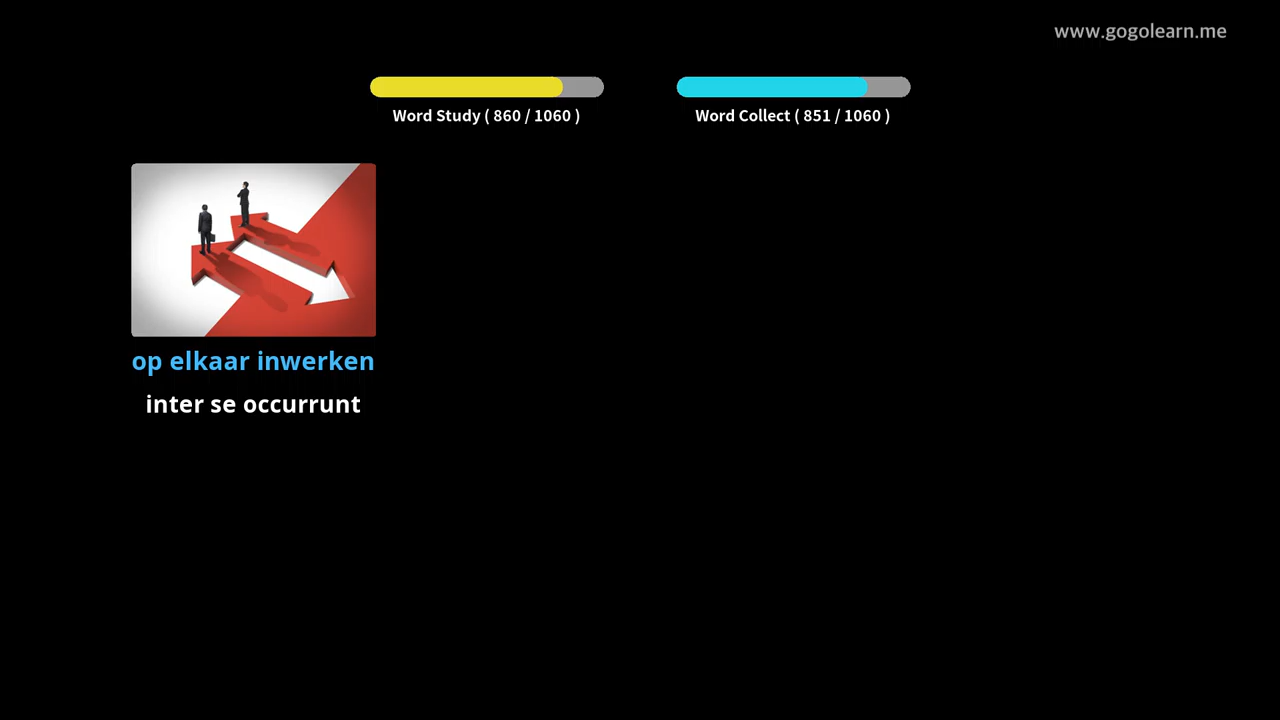 www.gogolearn.me
Word Study ( 860 / 1060 )
Word Collect ( 851 / 1060 )
op elkaar inwerken
inter se occurrunt